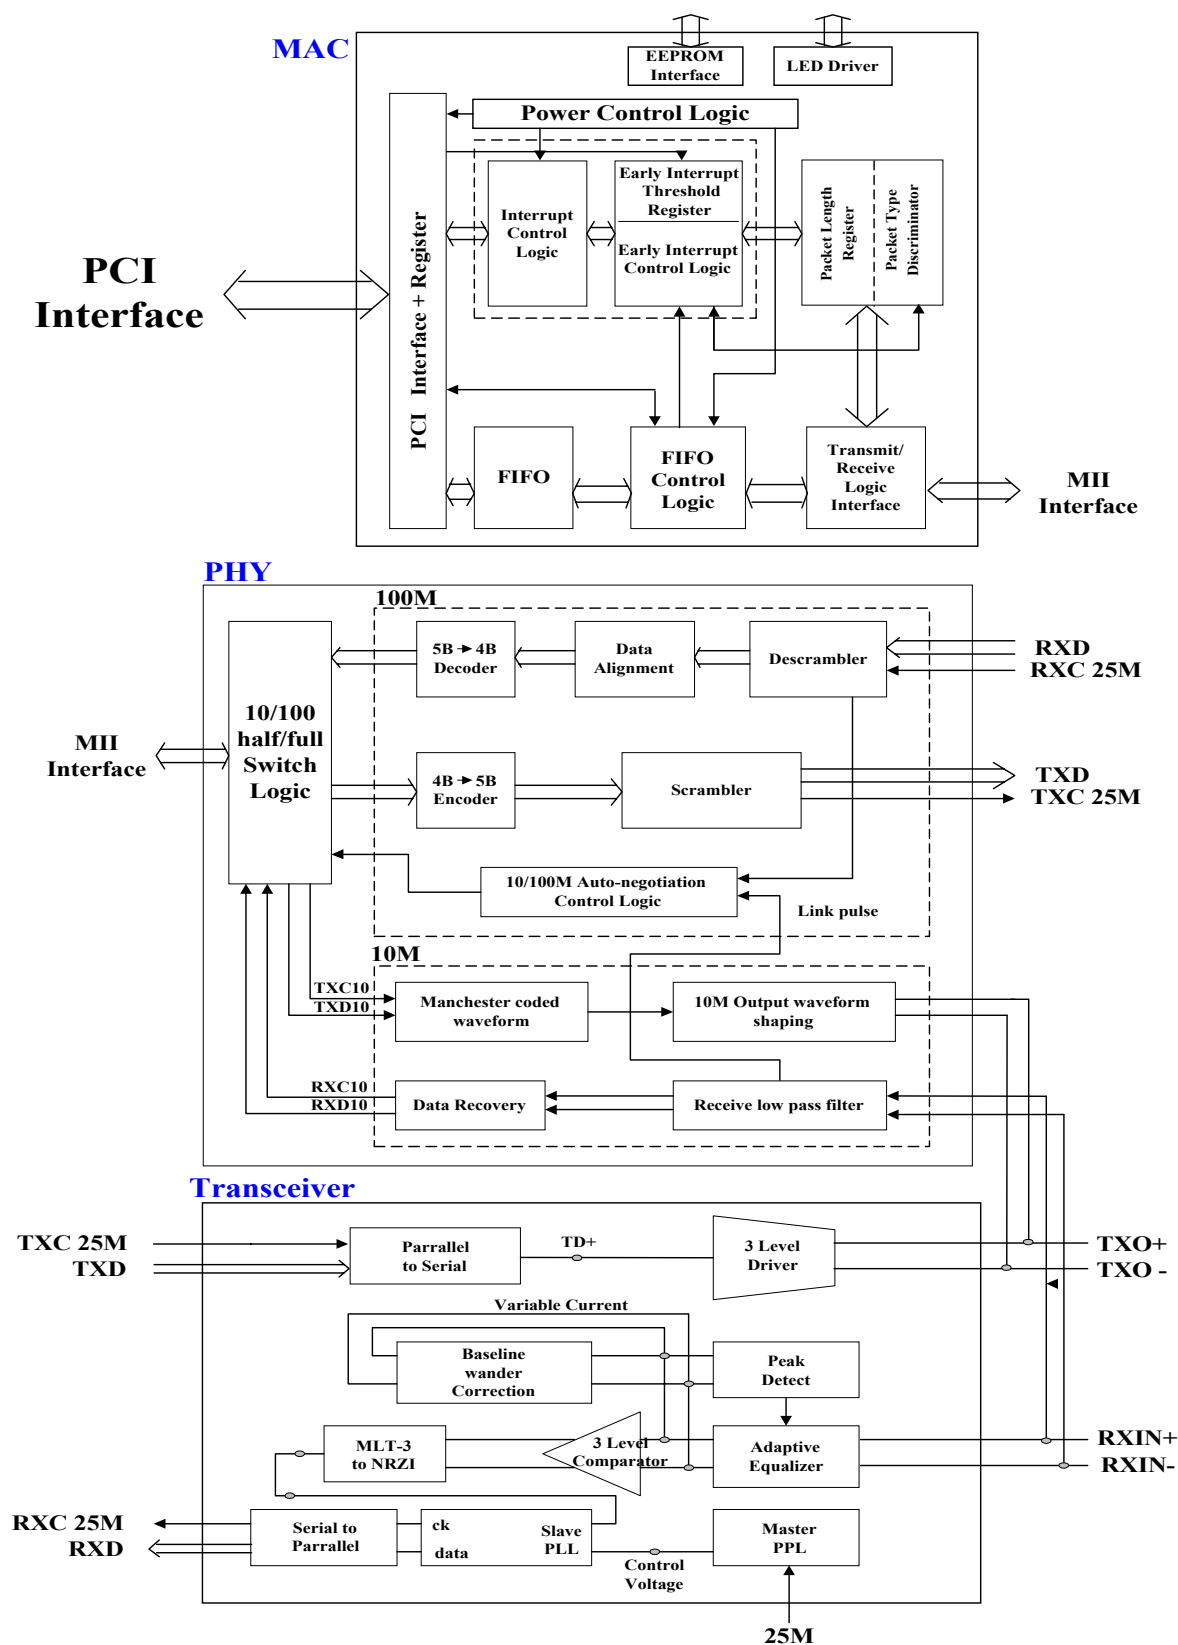 MAC
EEPROM
Interface
LED Driver
Power Control Logic
PCI Interface + Register
Interrupt
Control
Logic
Early Interrupt
Threshold
Register
Early Interrupt
Control Logic
Packet Length
Register
Packet Type
Discriminator
PCI
Interface
FIFO
FIFO
Control
Logic
Transmit/
Receive
Logic
Interface
MII
Interface
PHY
100M
5B 4B
Decoder
Data
Alignment
Descrambler
RXD
RXC 25M
10/100
half/full
Switch
Logic
MII
Interface
4B 5B
Encoder
Scrambler
TXD
TXC 25M
10/100M Auto-negotiation
Control Logic
Link pulse
10M
TXC10
TXD10
Manchester coded
waveform
10M Output waveform
shaping
RXC10
RXD10
Data Recovery
Receive low pass filter
Transceiver
TXC 25M
TXD
Parrallel
to Serial
TD+
3 Level
Driver
TXO+
TXO -
Variable Current
Baseline
wander
Correction
Peak
Detect
MLT-3
to NRZI
3 Level
Comparator
Adaptive
Equalizer
RXIN+
RXIN-
RXC 25M
RXD
Serial to
Parrallel
ck
data
Slave
PLL
Control
Voltage
Master
PPL
25M